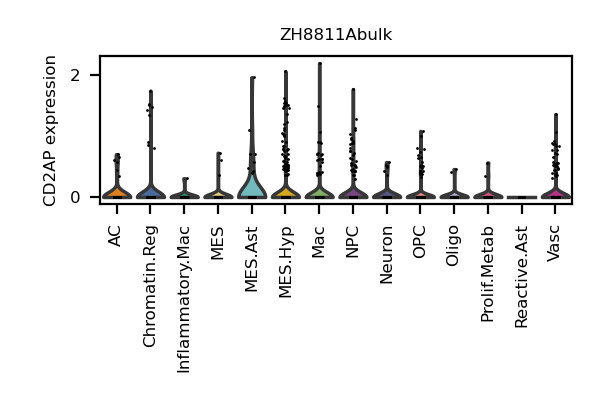 ZH8811Abulk
CD2AP expression
2
0
AC
Chromatin.Reg
Inflammatory.Mac
MES
MES.Ast
MES.Hyp
Mac
NPC
Neuron
OPC
Oligo
Prolif.Metab
Reactive.Ast
Vasc